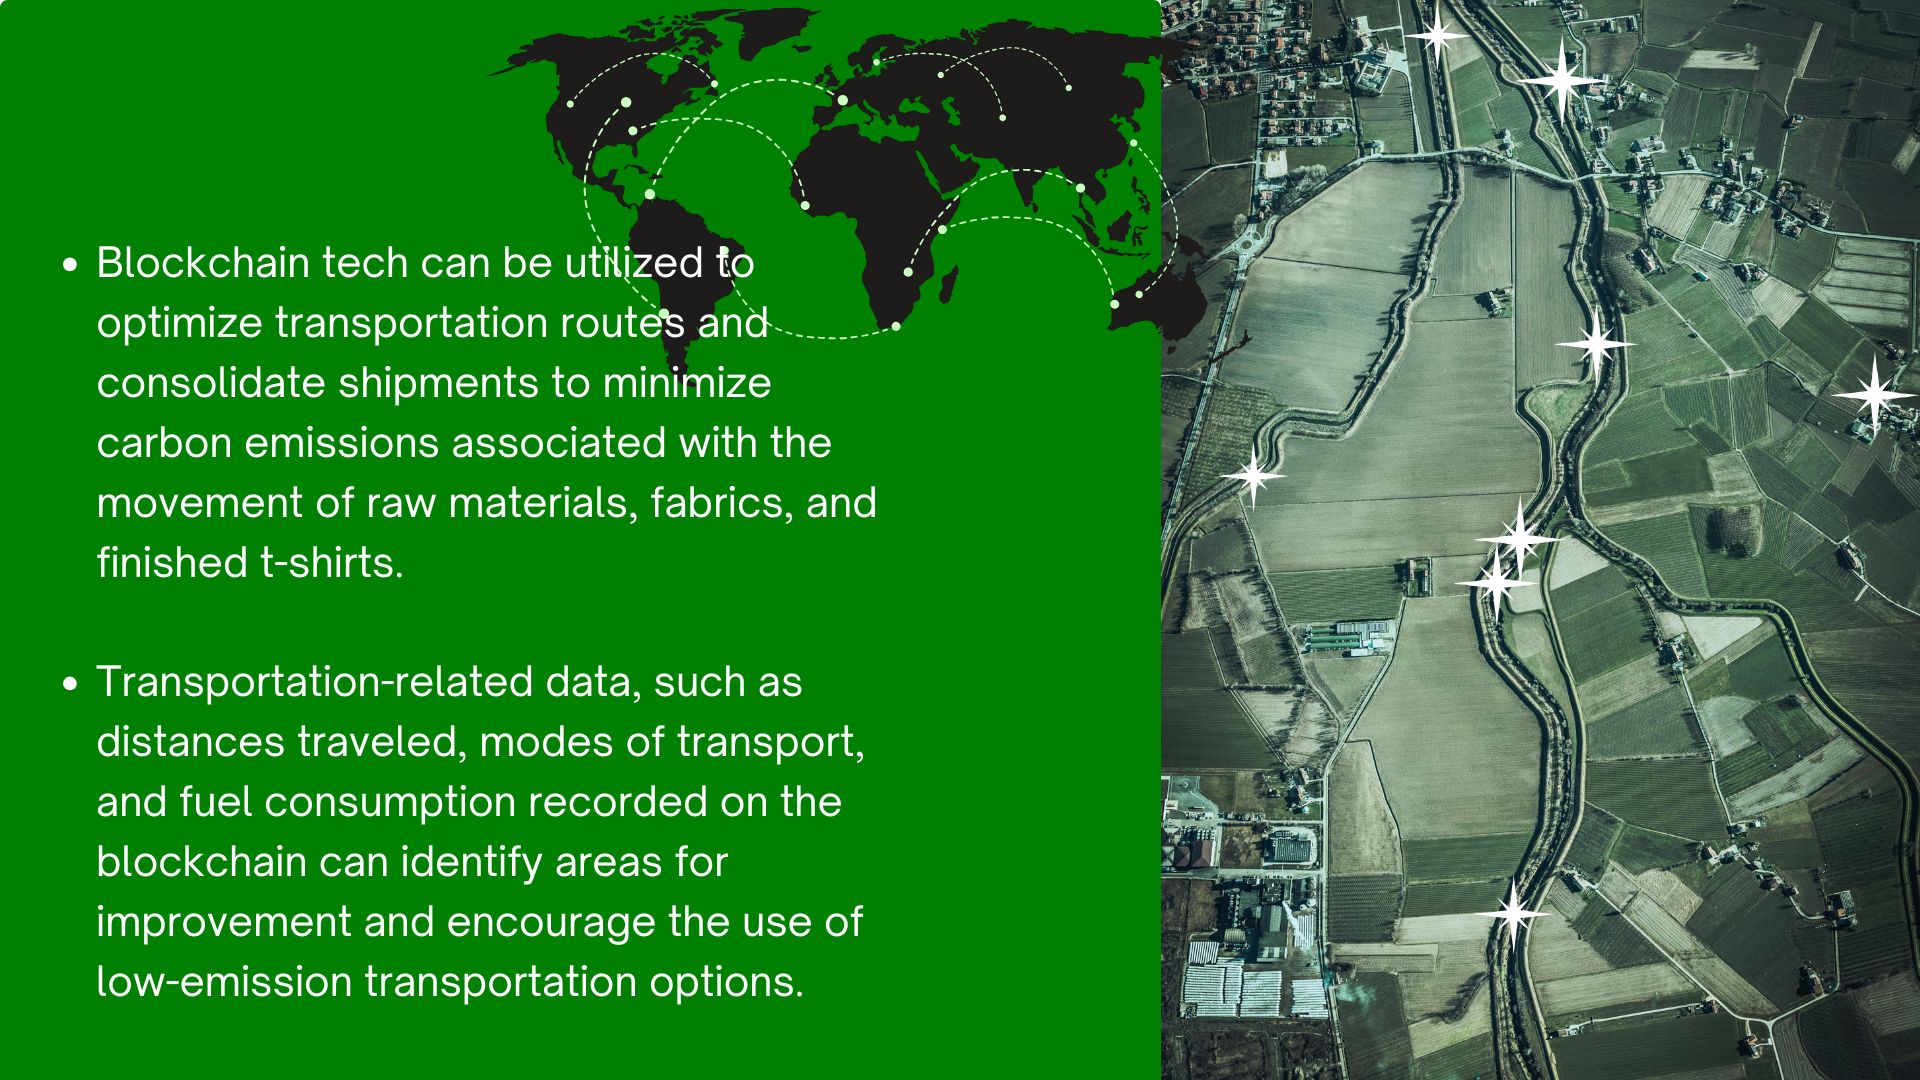 • Blockchain tech can be utilized to
optimize transportation routes and
consolidate shipments to minimize
carbon emissions associated with the
movement of raw materials, fabrics, and
finished t-shirts.
• Transportation-related data, such as
distances traveled, modes of transport,
and fuel consumption recorded on the
blockchain can identify areas for
improvement and encourage the use of
low-emission transportation options.